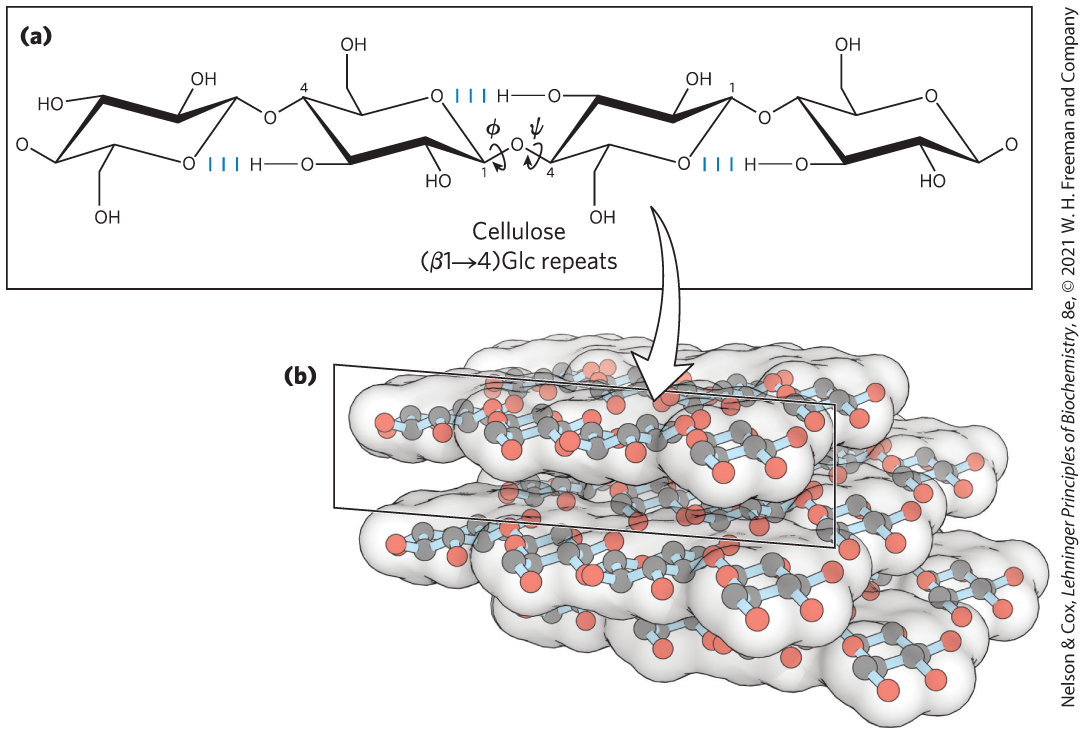 (a)
OH
OH
OH
OH
HO
4
O
H
O
1
O
ϕ
ψ
O
O
O
O
O
H
O
1
4
O
H
O
HO
HO
OH
OH
Cellulose
(β1→4)Glc repeats
(b)
Nelson & Cox, Lehninger Principles of Biochemistry, 8e, © 2021 W. H. Freeman and Company